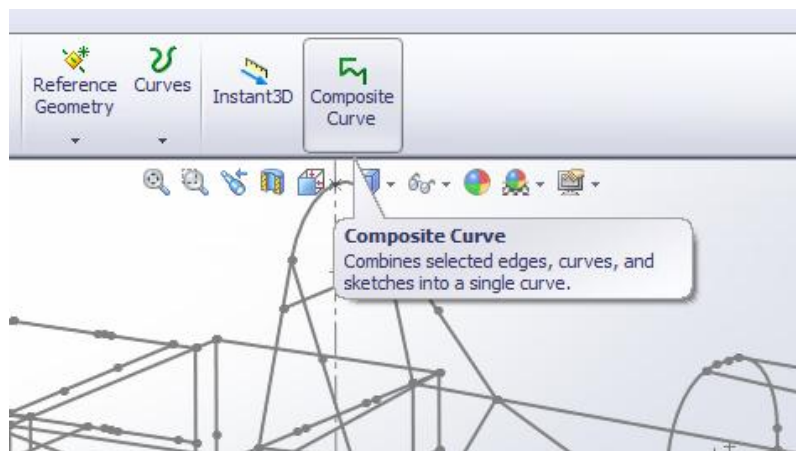 Reference
Geometry
Curves
Instant3D
Composite
Curve
Composite Curve
Combines selected edges, curves, and
sketches into a single curve.